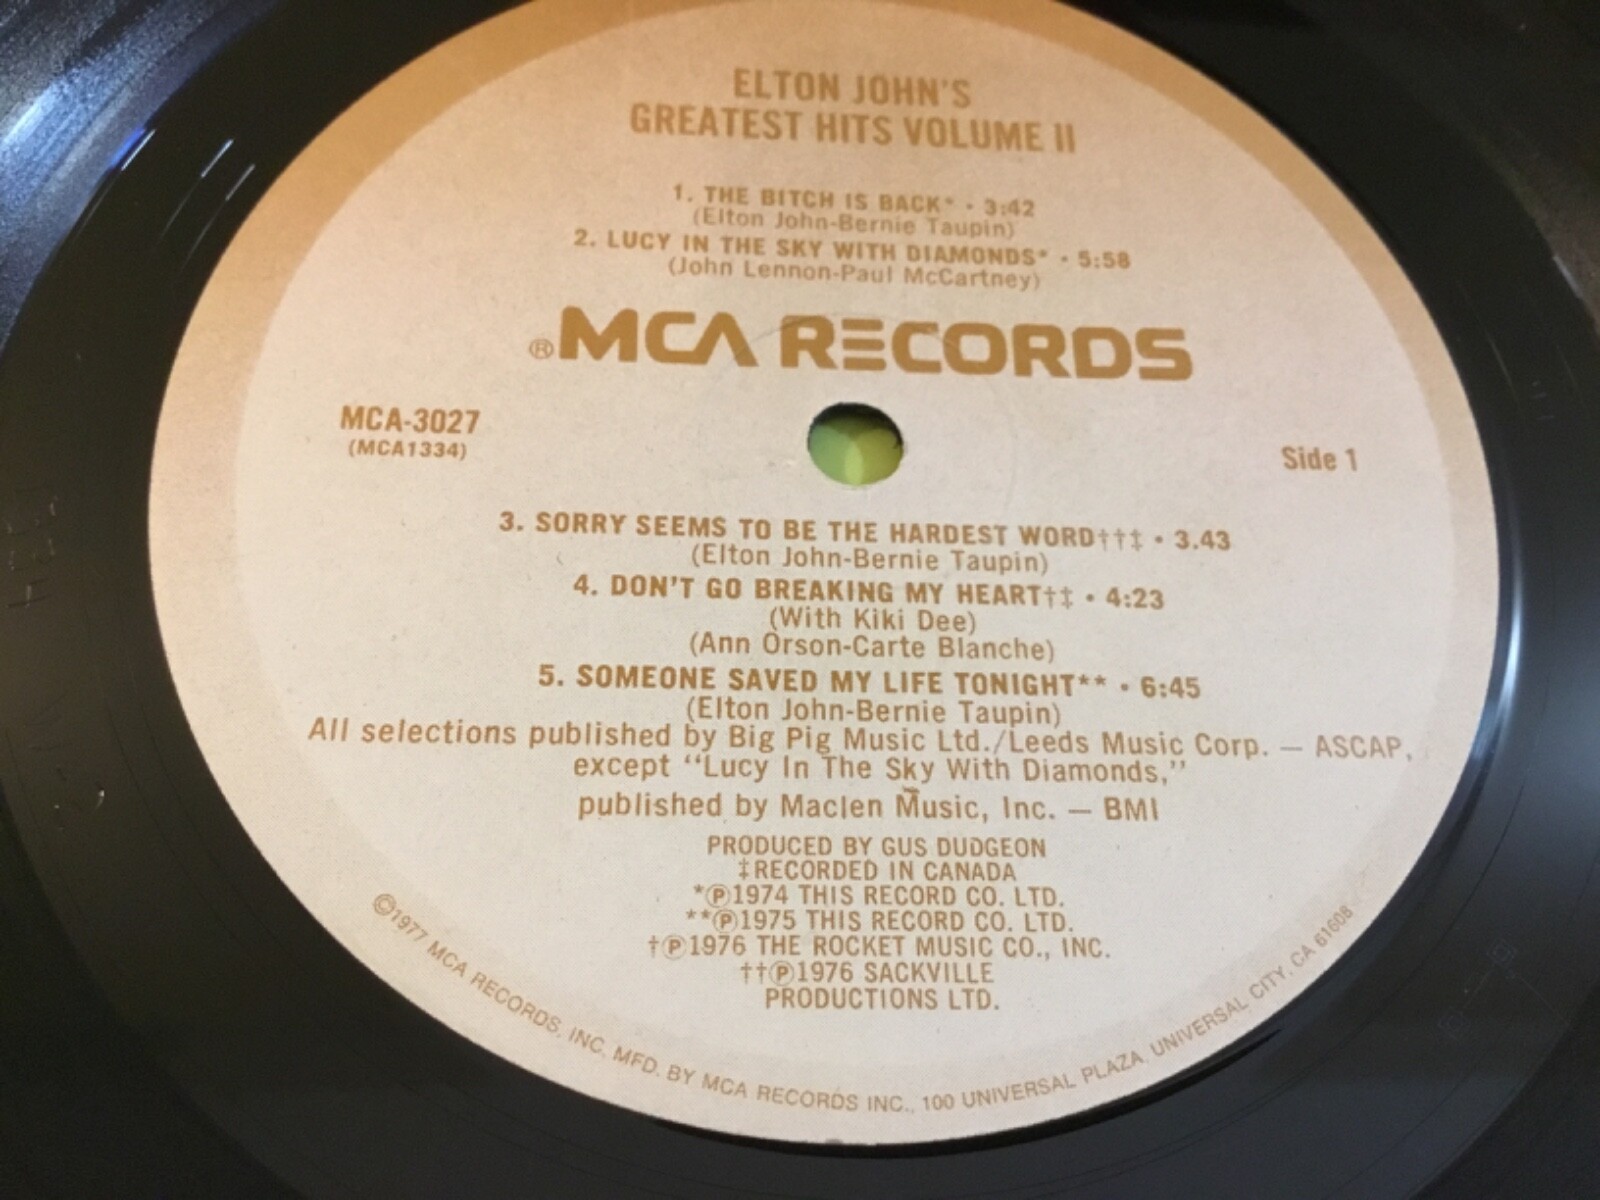 ELTON JOHN'S
GREATEST HITS VOLUME II
1. THE BITCH IS BACK* • 3:42
(Elton John-Bernie Taupin)
2. LUCY IN THE SKY WITH DIAMONDS* • 5:58
(John Lennon-Paul McCartney)
®MCA RECORDS
MCA-3027
(MCA1334)
Side 1
3. SORRY SEEMS TO BE THE HARDEST WORD††‡ • 3.43
(Elton John-Bernie Taupin)
4. DON'T GO BREAKING MY HEART†‡ • 4:23
(With Kiki Dee)
(Ann Orson-Carte Blanche)
5. SOMEONE SAVED MY LIFE TONIGHT** • 6:45
(Elton John-Bernie Taupin)
All selections published by Big Pig Music Ltd./Leeds Music Corp. — ASCAP,
except “Lucy In The Sky With Diamonds,”
published by Maclen Music, Inc. — BMI
PRODUCED BY GUS DUDGEON
‡RECORDED IN CANADA
*Ⓟ1974 THIS RECORD CO. LTD.
**Ⓟ1975 THIS RECORD CO. LTD.
†Ⓟ1976 THE ROCKET MUSIC CO., INC.
††Ⓟ1976 SACKVILLE
PRODUCTIONS LTD.
©1977 MCA RECORDS, INC. MFD. BY MCA RECORDS INC., 100 UNIVERSAL PLAZA, UNIVERSAL CITY, CA 61608